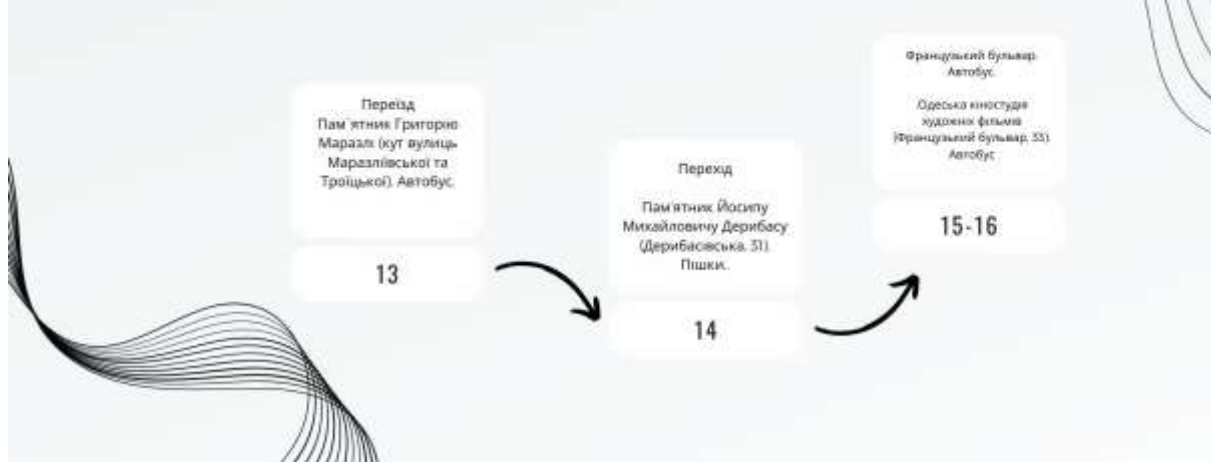 Переїзд
Пам'ятник Григорію
Маразлі (кут вулиць
Маразліївської та
Троїцької). Автобус.
13
Перехід
Пам'ятник Йосипу
Михайловичу Дерибасу
(Дерибасівська, 31).
Пішки.
14
Французький бульвар.
Автобус.
Одеська кіностудія
художніх фільмів
(Французький бульвар, 33).
Автобус
15-16